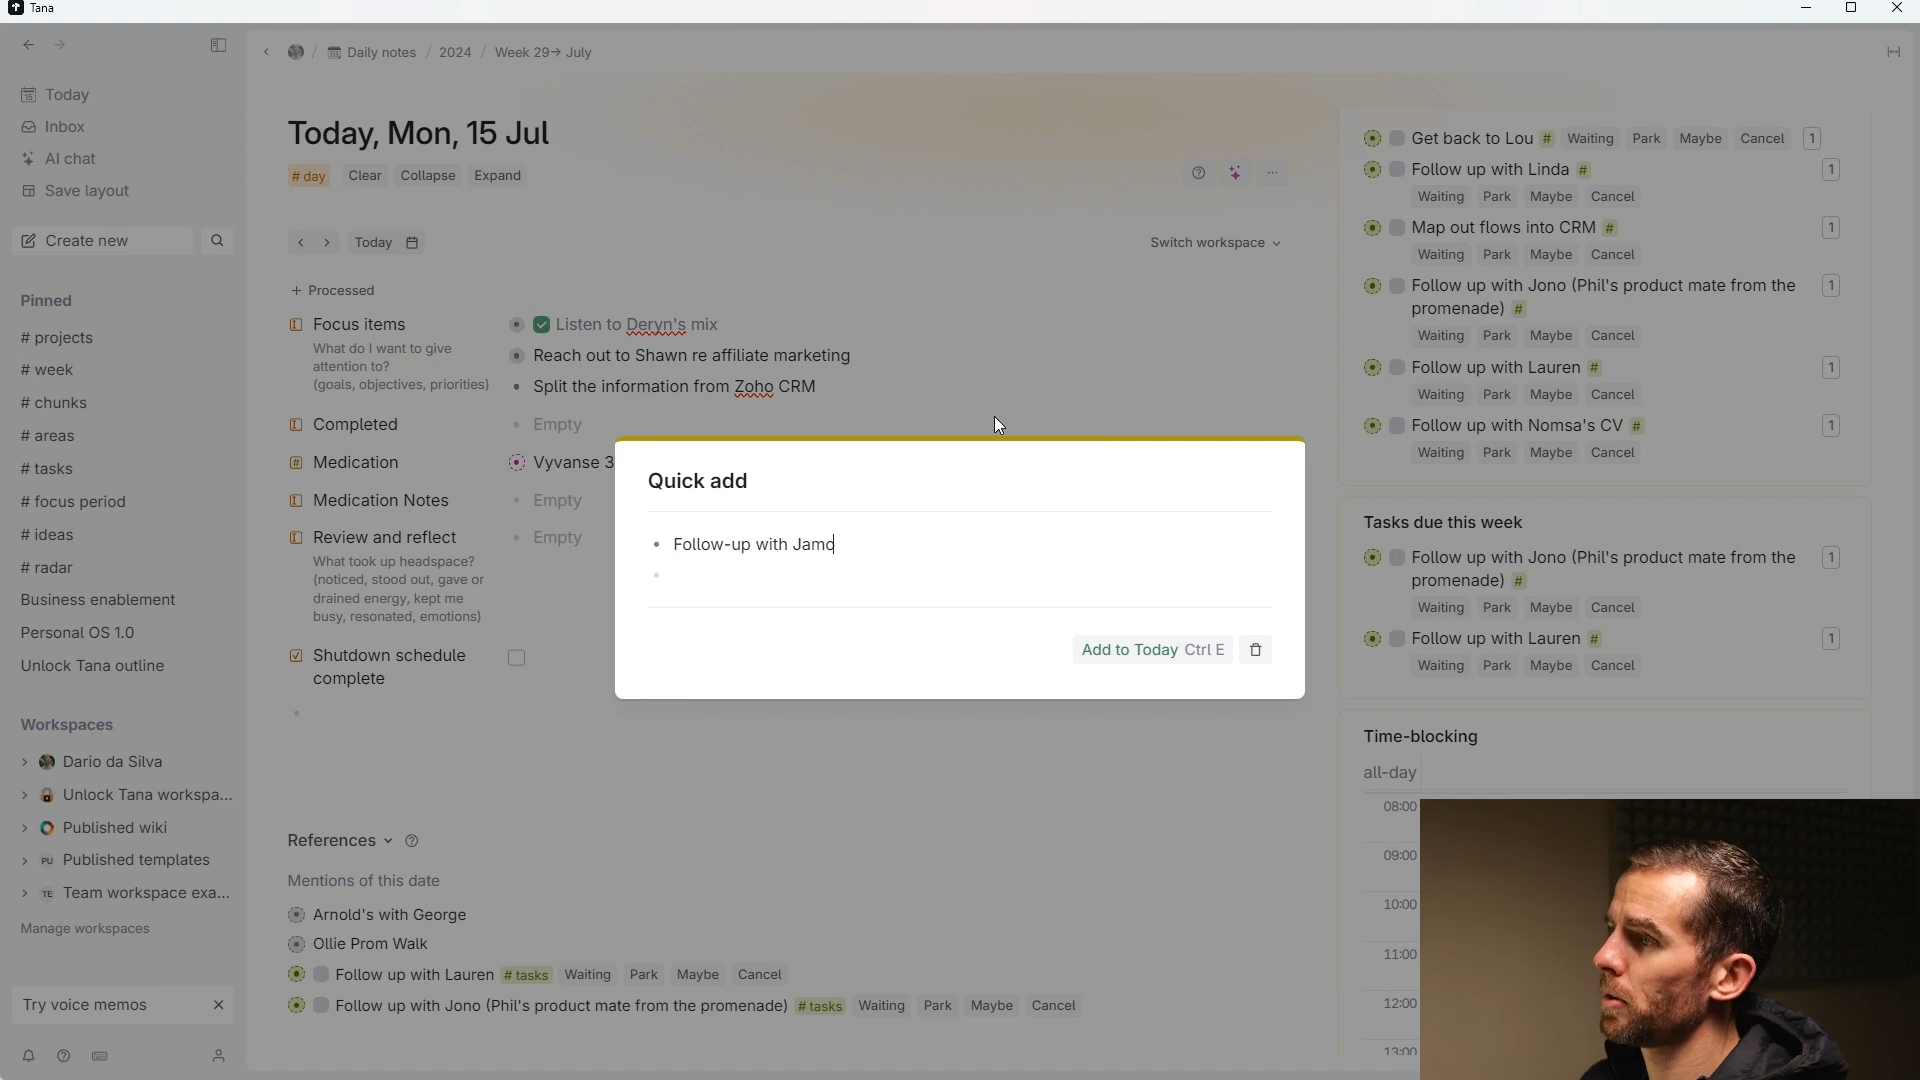 Tana
Daily notes / 2024 / Week 29 → July
Today
Inbox
AI chat
Save layout
Create new
Pinned
# projects
# week
# chunks
# areas
# tasks
# focus period
# ideas
# radar
Business enablement
Personal OS 1.0
Unlock Tana outline
Workspaces
Dario da Silva
Unlock Tana workspa...
Published wiki
PU Published templates
TE Team workspace exa...
Manage workspaces
Try voice memos
Today, Mon, 15 Jul
# day Clear Collapse Expand
Today
Switch workspace
+ Processed
Focus items
What do I want to give
attention to?
(goals, objectives, priorities)
Listen to Deryn's mix
Reach out to Shawn re affiliate marketing
Split the information from Zoho CRM
Completed
Empty
Medication
Vyvanse 3
Medication Notes
Empty
Review and reflect
What took up headspace?
(noticed, stood out, gave or
drained energy, kept me
busy, resonated, emotions)
Empty
Shutdown schedule
complete
Quick add
Follow-up with Jamo
Add to Today Ctrl E
References
Mentions of this date
Arnold's with George
Ollie Prom Walk
Follow up with Lauren # tasks Waiting Park Maybe Cancel
Follow up with Jono (Phil's product mate from the promenade) # tasks Waiting Park Maybe Cancel
Get back to Lou # Waiting Park Maybe Cancel 1
Follow up with Linda # 1
Waiting Park Maybe Cancel
Map out flows into CRM # 1
Waiting Park Maybe Cancel
Follow up with Jono (Phil's product mate from the 1
promenade) #
Waiting Park Maybe Cancel
Follow up with Lauren # 1
Waiting Park Maybe Cancel
Follow up with Nomsa's CV # 1
Waiting Park Maybe Cancel
Tasks due this week
Follow up with Jono (Phil's product mate from the 1
promenade) #
Waiting Park Maybe Cancel
Follow up with Lauren # 1
Waiting Park Maybe Cancel
Time-blocking
all-day
08:00
09:00
10:00
11:00
12:00
13:00